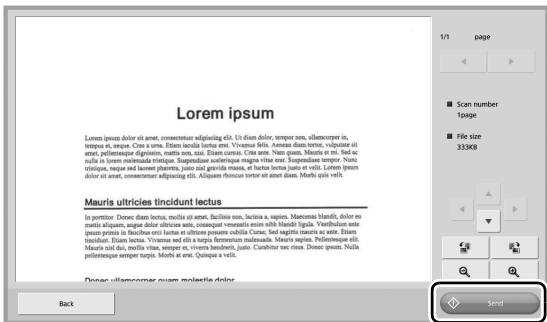 Lorem ipsum
Lorem ipsum dolor sit amet, consectetuer adipiscing elit. Ut diam dolor, tempor non, ullamcorper in,
tempus et, neque. Cras a urna. Etiam iaculis luctus erat. Vivamus felis. Aenean diam tortor, vulputate sit
amet, pellentesque dignissim, mattis non, nisi. Etiam cursus. Cras ante. Nam quam. Mauris et mi. Sed ac
nulla in lorem malesuada tristique. Suspendisse scelerisque magna vitae erat. Suspendisse tempor. Nunc
tristique, neque sed laoreet pharetra, justo nisl gravida massa, et luctus lectus justo et velit. Lorem ipsum
dolor sit amet, consectetuer adipiscing elit. Aliquam rhoncus tortor sit amet diam. Morbi quis velit.
Mauris ultricies tincidunt lectus
In porttitor. Donec diam lectus, mollis sit amet, facilisis non, lacinia a, sapien. Maecenas blandit, dolor eu
mattis aliquam, augue dolor ultricies ante, consequat venenatis enim nibh blandit ligula. Vestibulum ante
ipsum primis in faucibus orci luctus et ultrices posuere cubilia Curae; Sed sagittis mauris ac ante. Etiam
tincidunt. Etiam lectus. Vivamus sed elit a turpis fermentum malesuada. Mauris sapien. Pellentesque elit.
Mauris nisl dui, mollis vitae, semper et, viverra hendrerit, justo. Curabitur nec risus. Donec ipsum. Nulla
pellentesque semper turpis. Morbi at erat. Quisque a velit.
Donec ullamcorper quam molestie dolor
1/1 page
Scan number
1page
File size
333KB
Back
Send